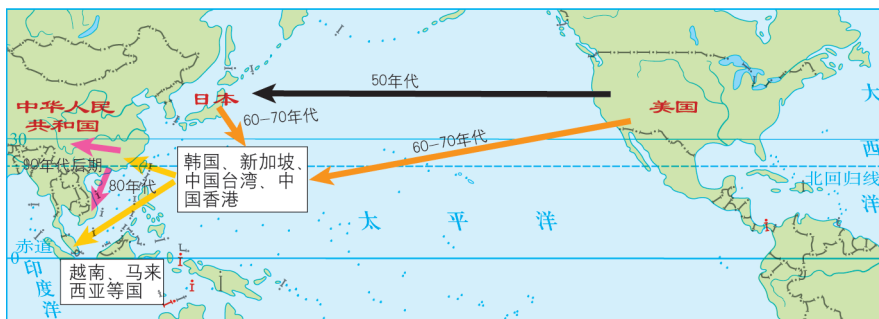 50年代
日本
中华人民
共和国
60-70年代
美国
大
30
60-70年代
西
韩国、新加坡、
中国台湾、中
国香港
90年代后期
80年代
北回归线
洋
太 平 洋
赤道
0
印
度
洋
越南、马来
西亚等国